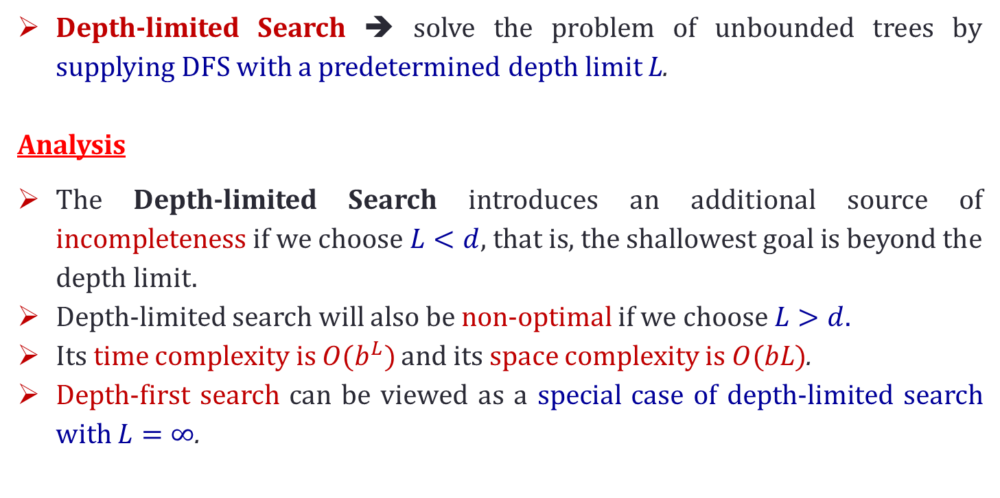 ➢ Depth-limited Search ➔ solve the problem of unbounded trees by
supplying DFS with a predetermined depth limit L.
Analysis
➢ The Depth-limited Search introduces an additional source of
incompleteness if we choose L < d, that is, the shallowest goal is beyond the
depth limit.
➢ Depth-limited search will also be non-optimal if we choose L > d.
➢ Its time complexity is O(b^L) and its space complexity is O(bL).
➢ Depth-first search can be viewed as a special case of depth-limited search
with L = ∞.